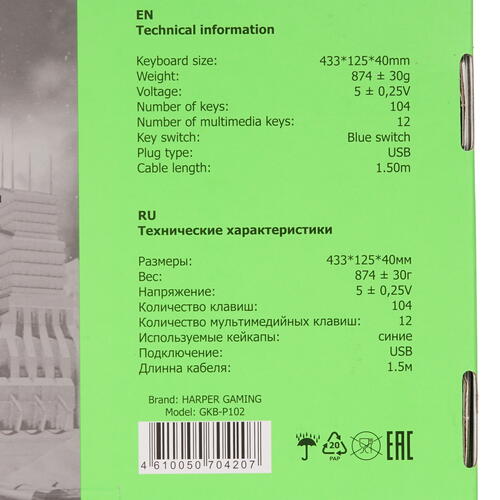 EN
Technical information
Keyboard size: 433*125*40mm
Weight: 874 ± 30g
Voltage: 5 ± 0,25V
Number of keys: 104
Number of multimedia keys: 12
Key switch: Blue switch
Plug type: USB
Cable length: 1.50m
RU
Технические характеристики
Размеры: 433*125*40мм
Вес: 874 ± 30г
Напряжение: 5 ± 0,25V
Количество клавиш: 104
Количество мультимедийных клавиш: 12
Используемые кейкапы: синие
Подключение: USB
Длинна кабеля: 1.5м
Brand: HARPER GAMING
Model: GKB-P102
4 610050 704207
20
PAP
EAC